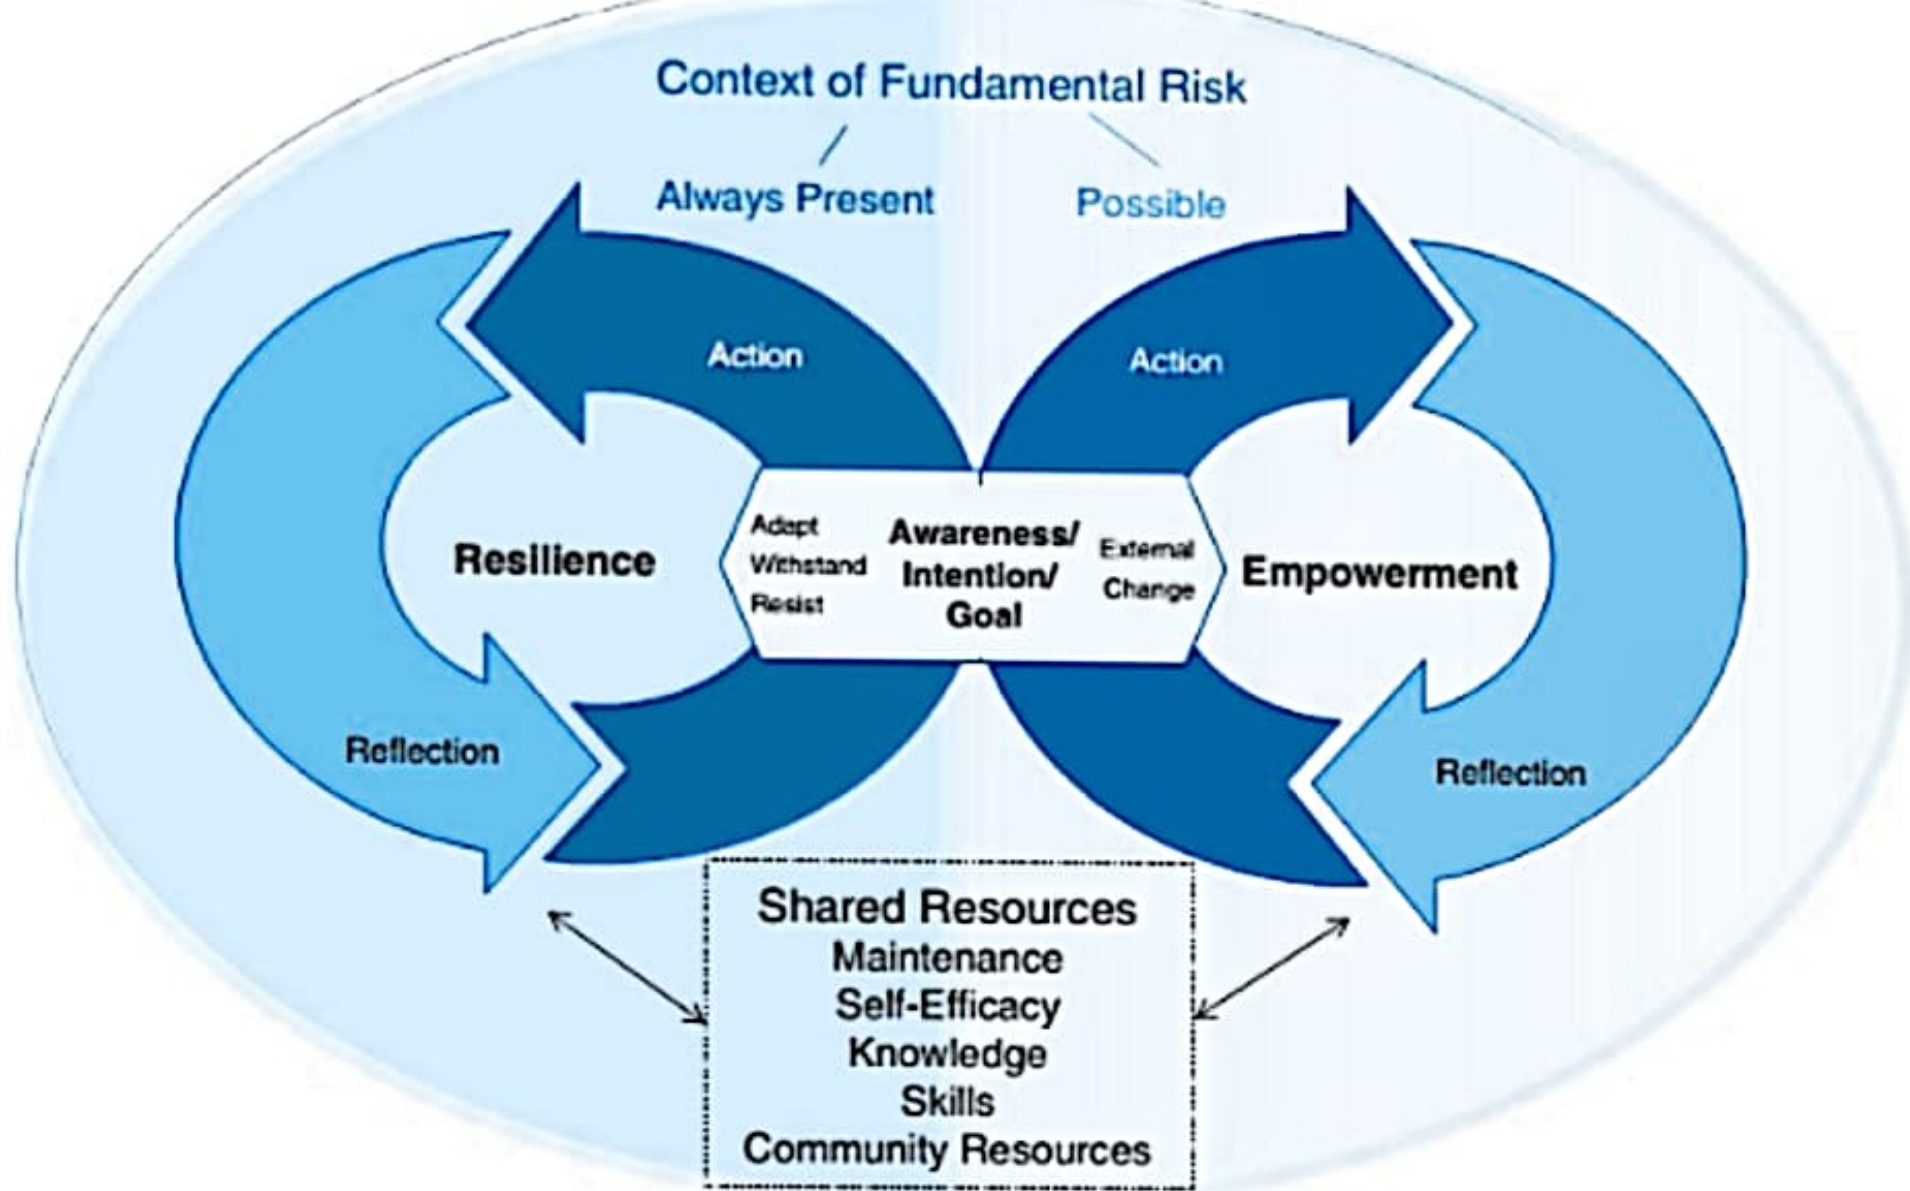 Context of Fundamental Risk
Always Present
Possible
Action
Action
Resilience
Adapt
Withstand
Resist
Awareness/
Intention/
Goal
External
Change
Empowerment
Reflection
Reflection
Shared Resources
Maintenance
Self-Efficacy
Knowledge
Skills
Community Resources